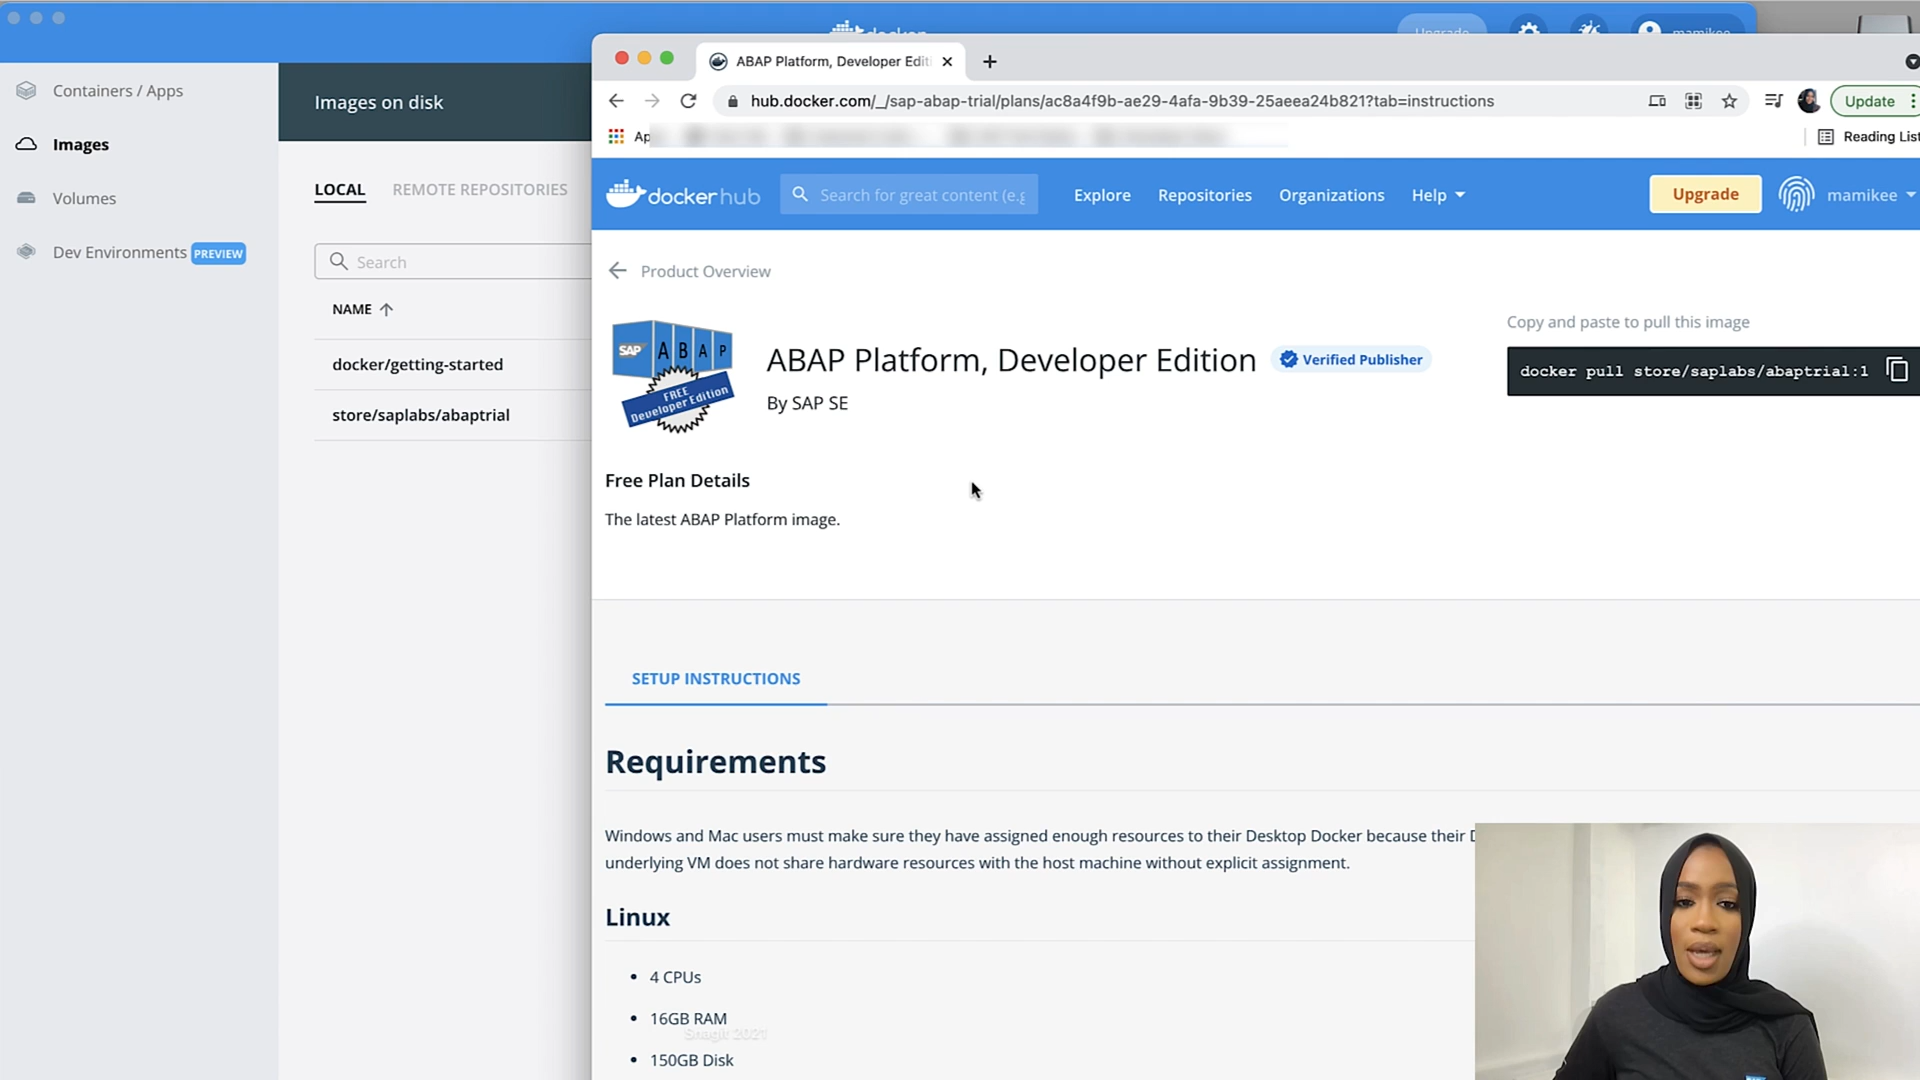 docker
Upgrade
mamikee
Containers / Apps
Images
Volumes
Dev Environments PREVIEW
Images on disk
LOCAL REMOTE REPOSITORIES
Search
NAME
docker/getting-started
store/saplabs/abaptrial
ABAP Platform, Developer Edit
hub.docker.com/_/sap-abap-trial/plans/ac8a4f9b-ae29-4afa-9b39-25aeea24b821?tab=instructions
Update
Reading List
docker hub
Search for great content (e.g
Explore Repositories Organizations Help
Upgrade
mamikee
Product Overview
SAP ABAP
FREE
Developer Edition
ABAP Platform, Developer Edition
Verified Publisher
By SAP SE
Copy and paste to pull this image
docker pull store/saplabs/abaptrial:1
Free Plan Details
The latest ABAP Platform image.
SETUP INSTRUCTIONS
Requirements
Windows and Mac users must make sure they have assigned enough resources to their Desktop Docker because their D
underlying VM does not share hardware resources with the host machine without explicit assignment.
Linux
• 4 CPUs
• 16GB RAM
Snagit 2021
• 150GB Disk
SAP